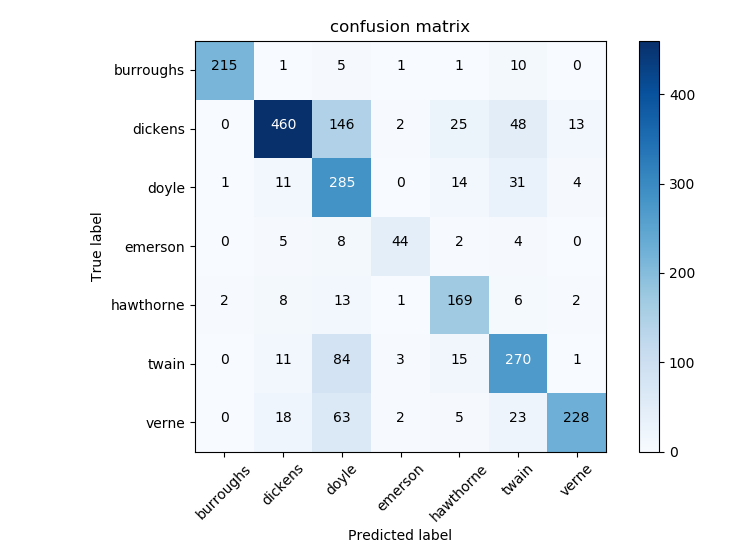 confusion matrix
burroughs 215 1 5 1 1 10 0
dickens 0 460 146 2 25 48 13
doyle 1 11 285 0 14 31 4
emerson 0 5 8 44 2 4 0
hawthorne 2 8 13 1 169 6 2
twain 0 11 84 3 15 270 1
verne 0 18 63 2 5 23 228
burroughs dickens doyle emerson hawthorne twain verne
Predicted label
True label
400
300
200
100
0